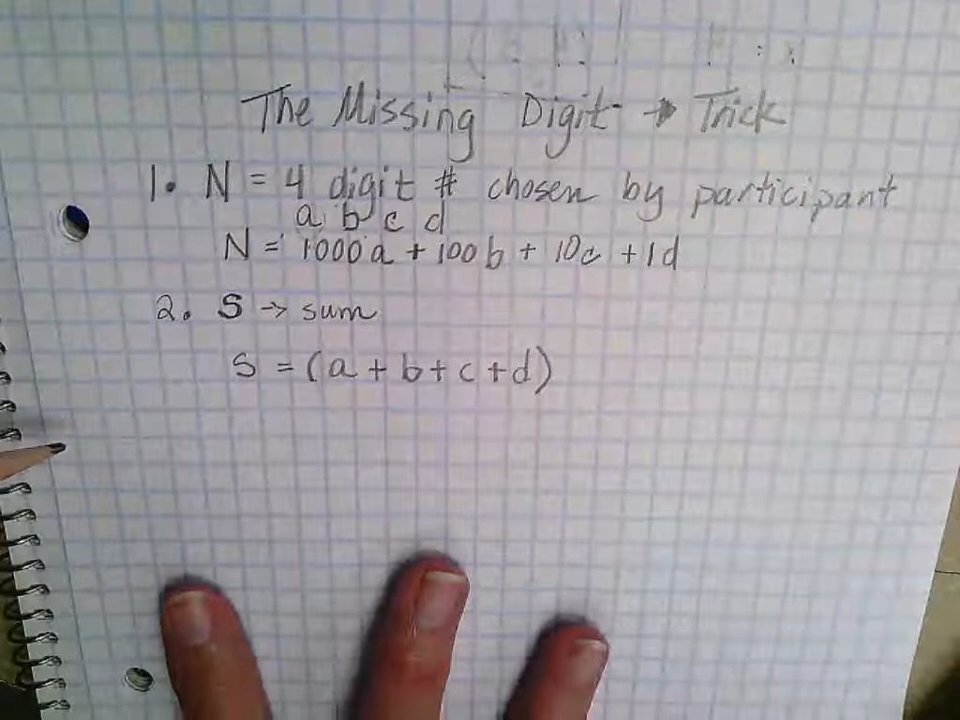 The Missing Digit Trick
1. N = 4 digit # chosen by participant
a b c d
N = 1000a + 100b + 10c + 1d
2. S → sum
S = (a + b + c + d)